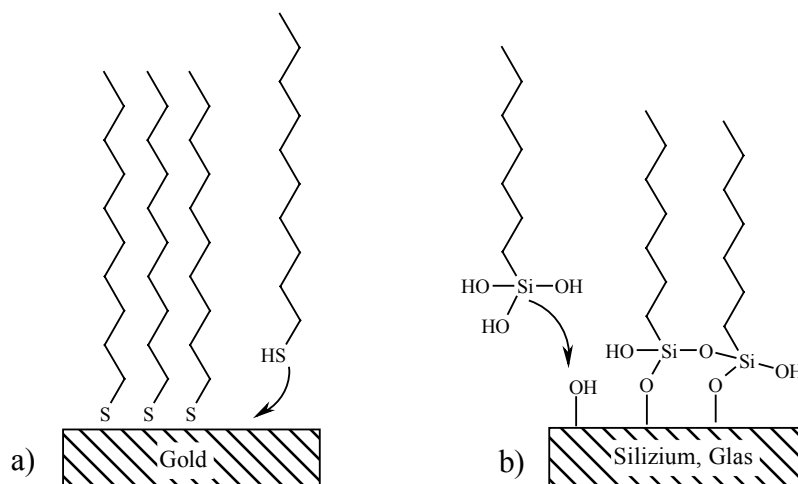 HS
S S S
Gold
a)
HO Si OH
HO
OH
HO Si O Si OH
O O
Silizium, Glas
b)